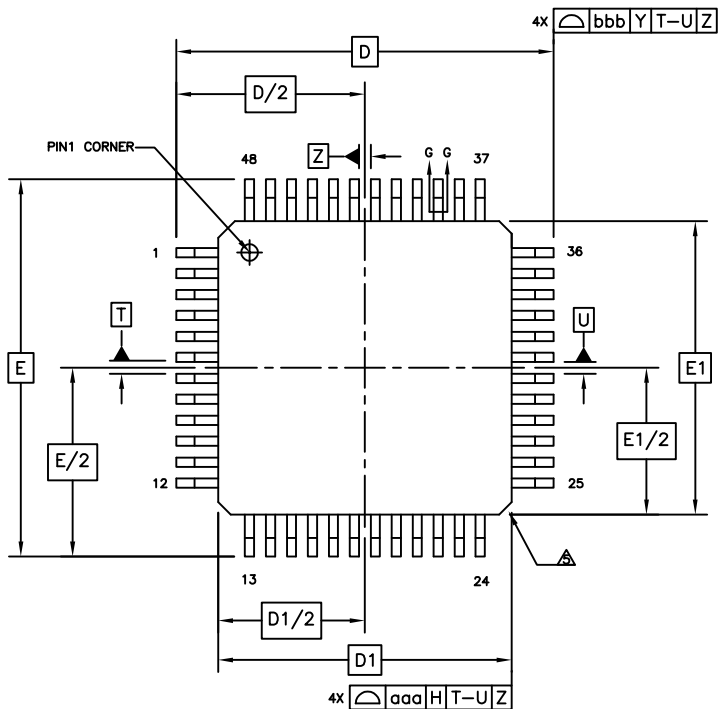 4X ⌓ bbb Y T-U Z
D
D/2
PIN1 CORNER
48
Z
G G
37
1
36
T
U
E
E1
E/2
E1/2
12
25
13
24
5
D1/2
D1
4X ⌓ aaa H T-U Z